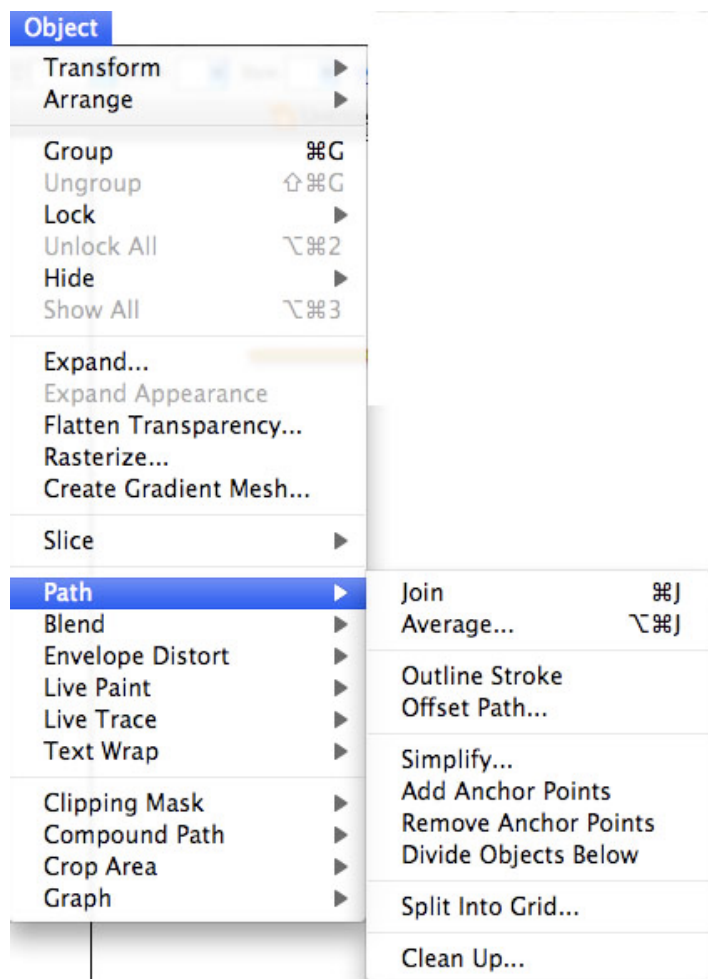 Object
Transform
Arrange
Group ⌘G
Ungroup ⇧⌘G
Lock
Unlock All ⌥⌘2
Hide
Show All ⌥⌘3
Expand...
Expand Appearance
Flatten Transparency...
Rasterize...
Create Gradient Mesh...
Slice
Path
Blend
Envelope Distort
Live Paint
Live Trace
Text Wrap
Clipping Mask
Compound Path
Crop Area
Graph
Join ⌘J
Average... ⌥⌘J
Outline Stroke
Offset Path...
Simplify...
Add Anchor Points
Remove Anchor Points
Divide Objects Below
Split Into Grid...
Clean Up...